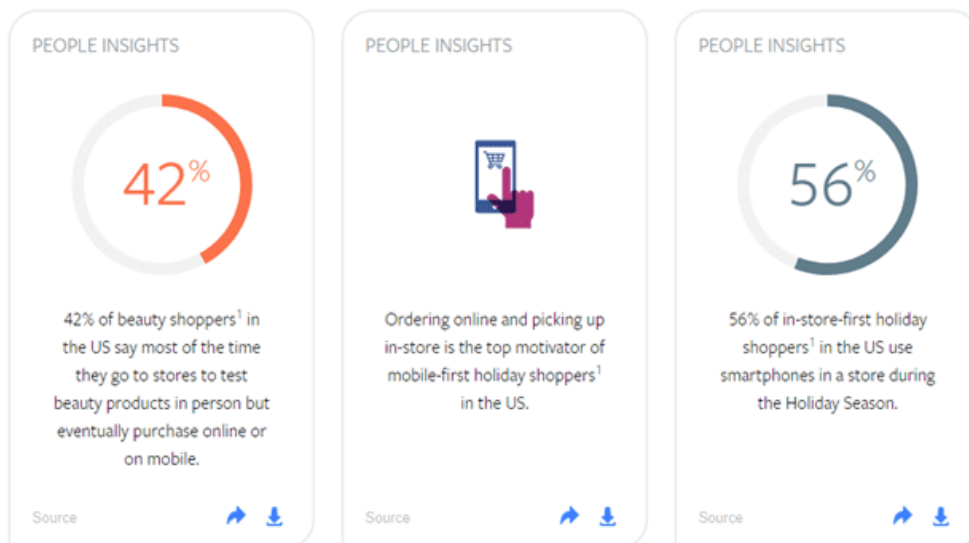 PEOPLE INSIGHTS
42%
42% of beauty shoppers¹ in
the US say most of the time
they go to stores to test
beauty products in person but
eventually purchase online or
on mobile.
Source
PEOPLE INSIGHTS
Ordering online and picking up
in-store is the top motivator of
mobile-first holiday shoppers¹
in the US.
Source
PEOPLE INSIGHTS
56%
56% of in-store-first holiday
shoppers¹ in the US use
smartphones in a store during
the Holiday Season.
Source